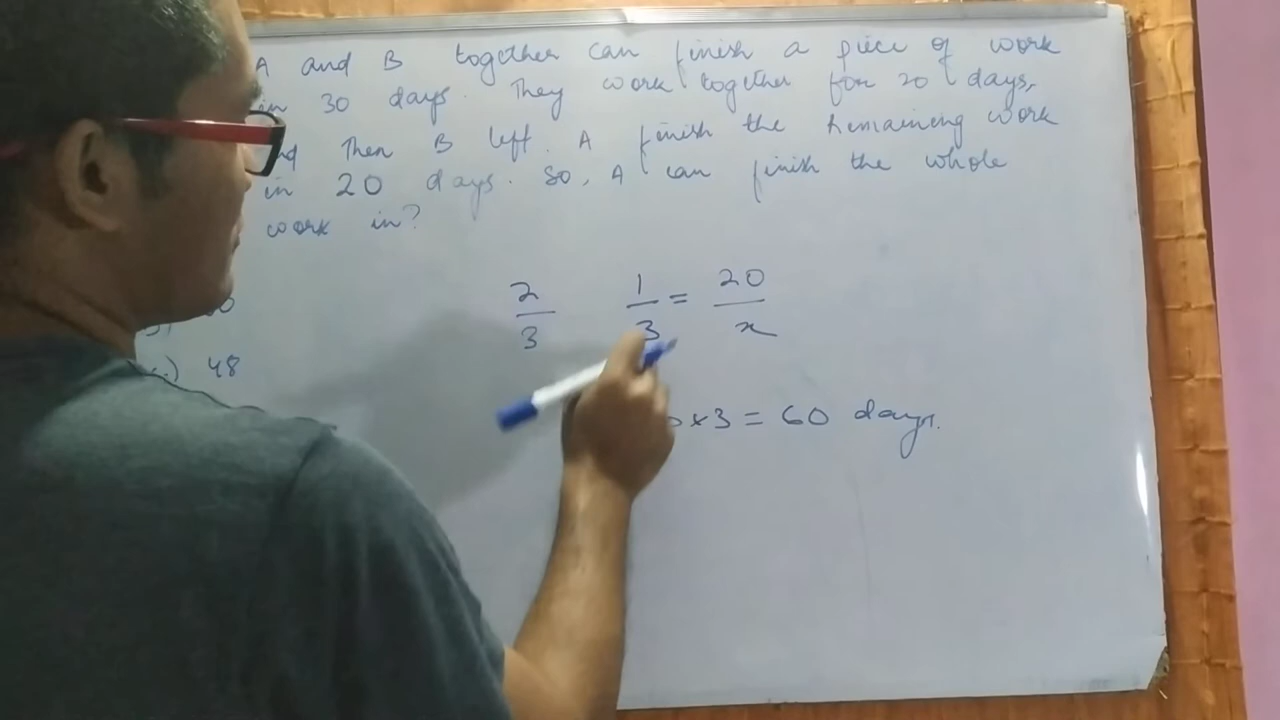 A and B together can finish a piece of work
in 30 days. They work together for 20 days,
Then B left. A finish the Remaining work
in 20 days. So, A can finish the whole
work in?
2/3 1/3 = 20/x
c.) 48
x3 = 60 days.